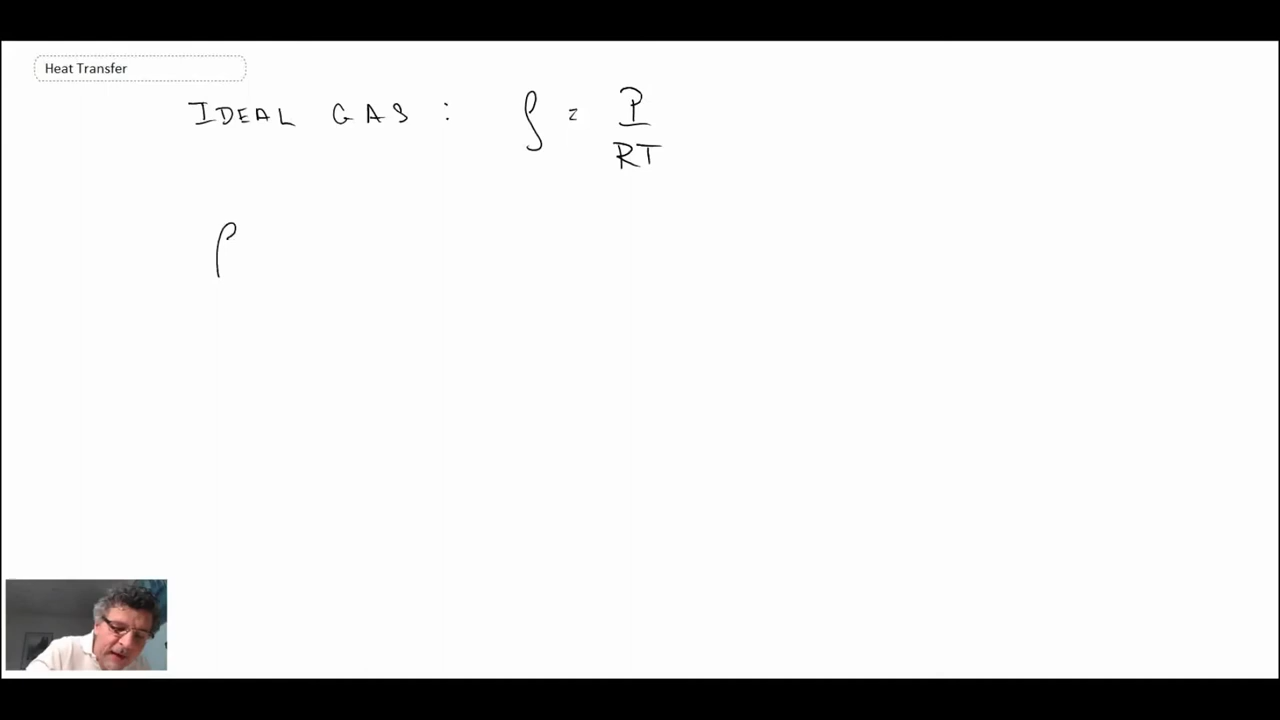 Heat Transfer
IDEAL GAS : ρ = P
RT